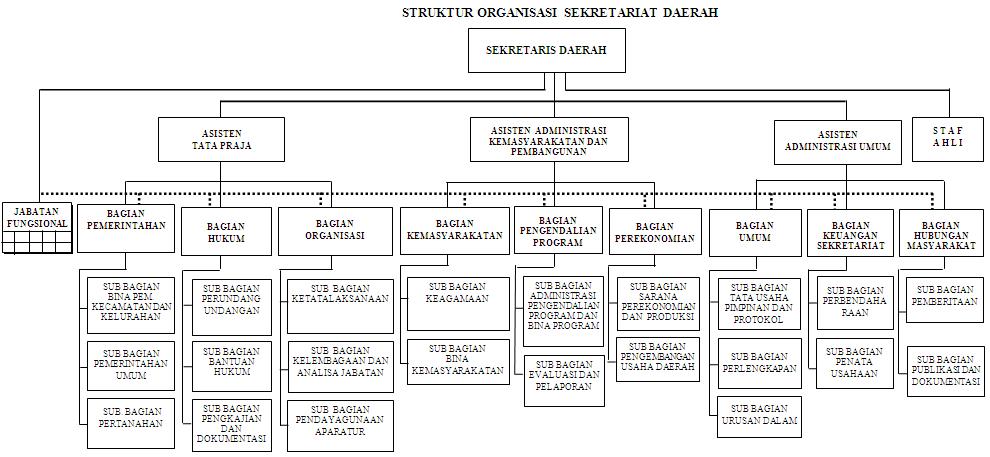 STRUKTUR ORGANISASI SEKRETARIAT DAERAH
SEKRETARIS DAERAH
ASISTEN
TATA PRAJA
ASISTEN ADMINISTRASI
KEMASYARAKATAN DAN
PEMBANGUNAN
ASISTEN
ADMINISTRASI UMUM
S T A F
A H L I
JABATAN
FUNGSIONAL
BAGIAN
PEMERINTAHAN
BAGIAN
HUKUM
BAGIAN
ORGANISASI
BAGIAN
KEMASYARAKATAN
BAGIAN
PENGENDALIAN
PROGRAM
BAGIAN
PEREKONOMIAN
BAGIAN
UMUM
BAGIAN
KEUANGAN
SEKRETARIAT
BAGIAN
HUBUNGAN
MASYARAKAT
SUB BAGIAN
BINA PEM.
KECAMATAN DAN
KELURAHAN
SUB BAGIAN
PEMERINTAHAN
UMUM
SUB BAGIAN
PERTANAHAN
SUB BAGIAN
PERUNDANG
UNDANGAN
SUB BAGIAN
BANTUAN
HUKUM
SUB BAGIAN
PENGKAJIAN
DAN
DOKUMENTASI
SUB BAGIAN
KETATALAKSANAAN
SUB BAGIAN
KELEMBAGAAN DAN
ANALISA JABATAN
SUB BAGIAN
PENDAYAGUNAAN
APARATUR
SUB BAGIAN
KEAGAMAAN
SUB BAGIAN
BINA
KEMASYARAKATAN
SUB BAGIAN
ADMINISTRASI
PENGENDALIAN
PROGRAM DAN
BINA PROGRAM
SUB BAGIAN
EVALUASI DAN
PELAPORAN
SUB BAGIAN
SARANA
PEREKONOMIAN
DAN PRODUKSI
SUB BAGIAN
PENGEMBANGAN
USAHA DAERAH
SUB BAGIAN
TATA USAHA
PIMPINAN DAN
PROTOKOL
SUB BAGIAN
PERLENGKAPAN
SUB BAGIAN
URUSAN DALAM
SUB BAGIAN
PERBENDAHA
RAAN
SUB BAGIAN
PENATA
USAHAAN
SUB BAGIAN
PEMBERITAAN
SUB BAGIAN
PUBLIKASI DAN
DOKUMENTASI